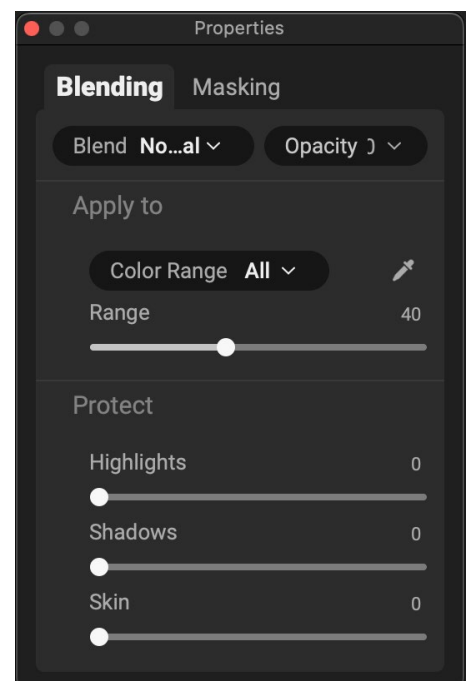 Properties
Blending Masking
Blend No...al Opacity
Apply to
Color Range All
Range 40
Protect
Highlights 0
Shadows 0
Skin 0